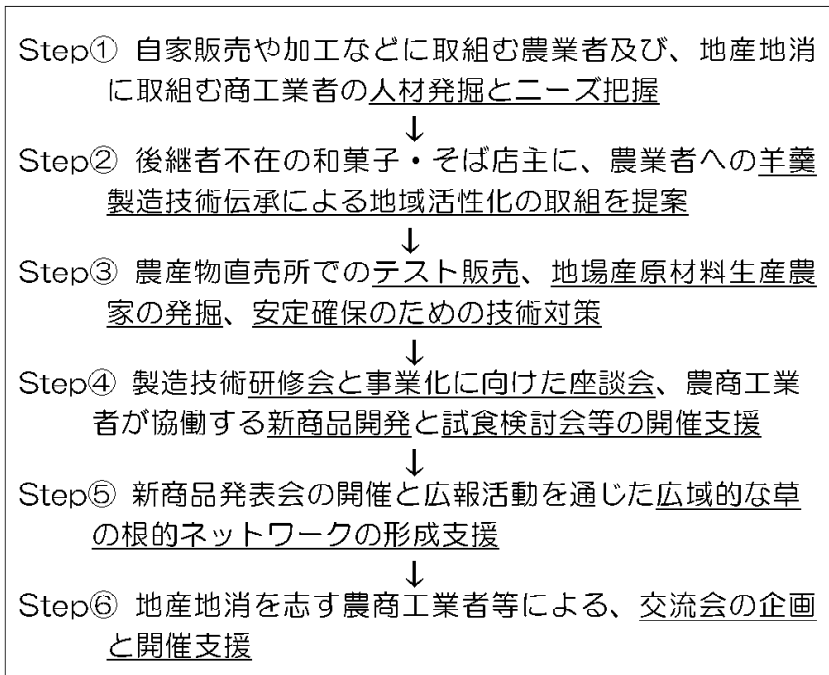 Step① 自家販売や加工などに取組む農業者及び、地産地消
に取組む商工業者の人材発掘とニーズ把握
↓
Step② 後継者不在の和菓子・そば店主に、農業者への羊羹
製造技術伝承による地域活性化の取組を提案
↓
Step③ 農産物直売所でのテスト販売、地場産原材料生産農
家の発掘、安定確保のための技術対策
↓
Step④ 製造技術研修会と事業化に向けた座談会、農商工業
者が協働する新商品開発と試食検討会等の開催支援
↓
Step⑤ 新商品発表会の開催と広報活動を通じた広域的な草
の根的ネットワークの形成支援
↓
Step⑥ 地産地消を志す農商工業者等による、交流会の企画
と開催支援